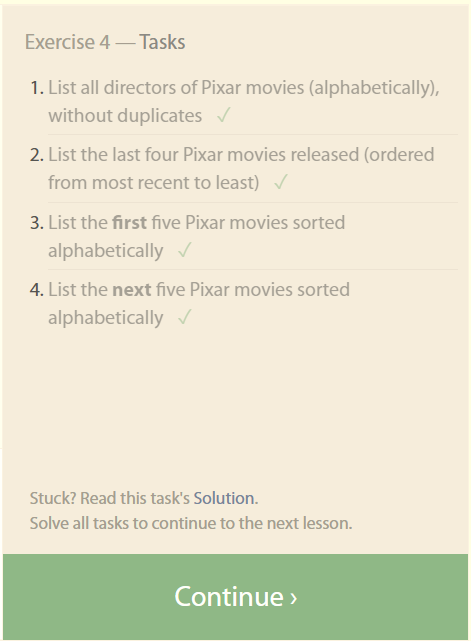 Exercise 4 — Tasks
1. List all directors of Pixar movies (alphabetically),
without duplicates ✓
2. List the last four Pixar movies released (ordered
from most recent to least) ✓
3. List the first five Pixar movies sorted
alphabetically ✓
4. List the next five Pixar movies sorted
alphabetically ✓
Stuck? Read this task's Solution.
Solve all tasks to continue to the next lesson.
Continue ›